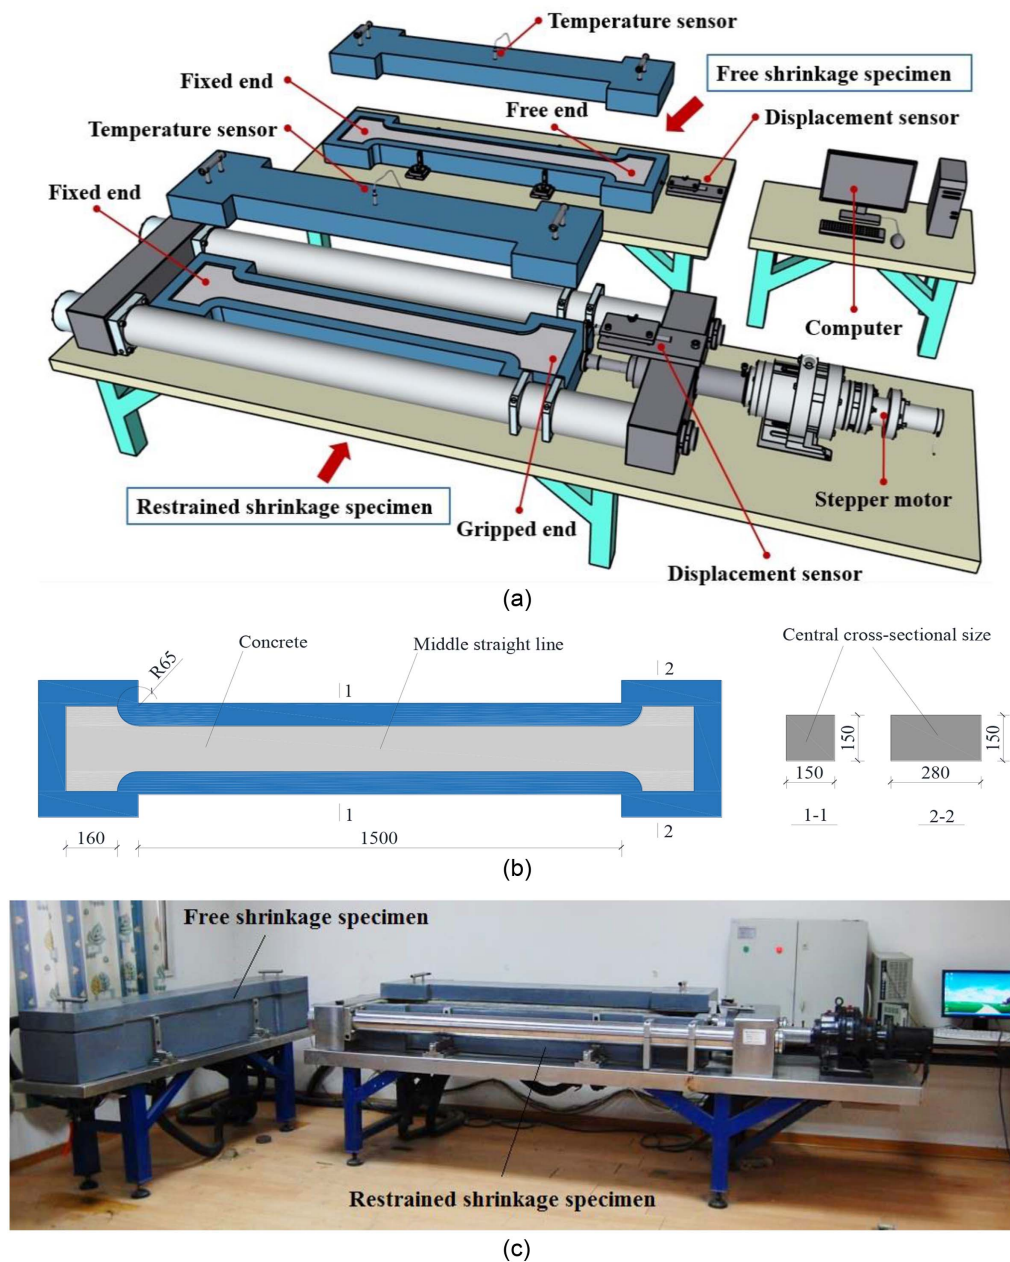 Temperature sensor
Fixed end
Free shrinkage specimen
Free end
Displacement sensor
Temperature sensor
Fixed end
Computer
Restrained shrinkage specimen
Gripped end
Stepper motor
Displacement sensor
(a)
Concrete
Middle straight line
Central cross-sectional size
R65
1
2
150
150
150
280
1
2
1-1
2-2
160
1500
(b)
Free shrinkage specimen
Restrained shrinkage specimen
(c)